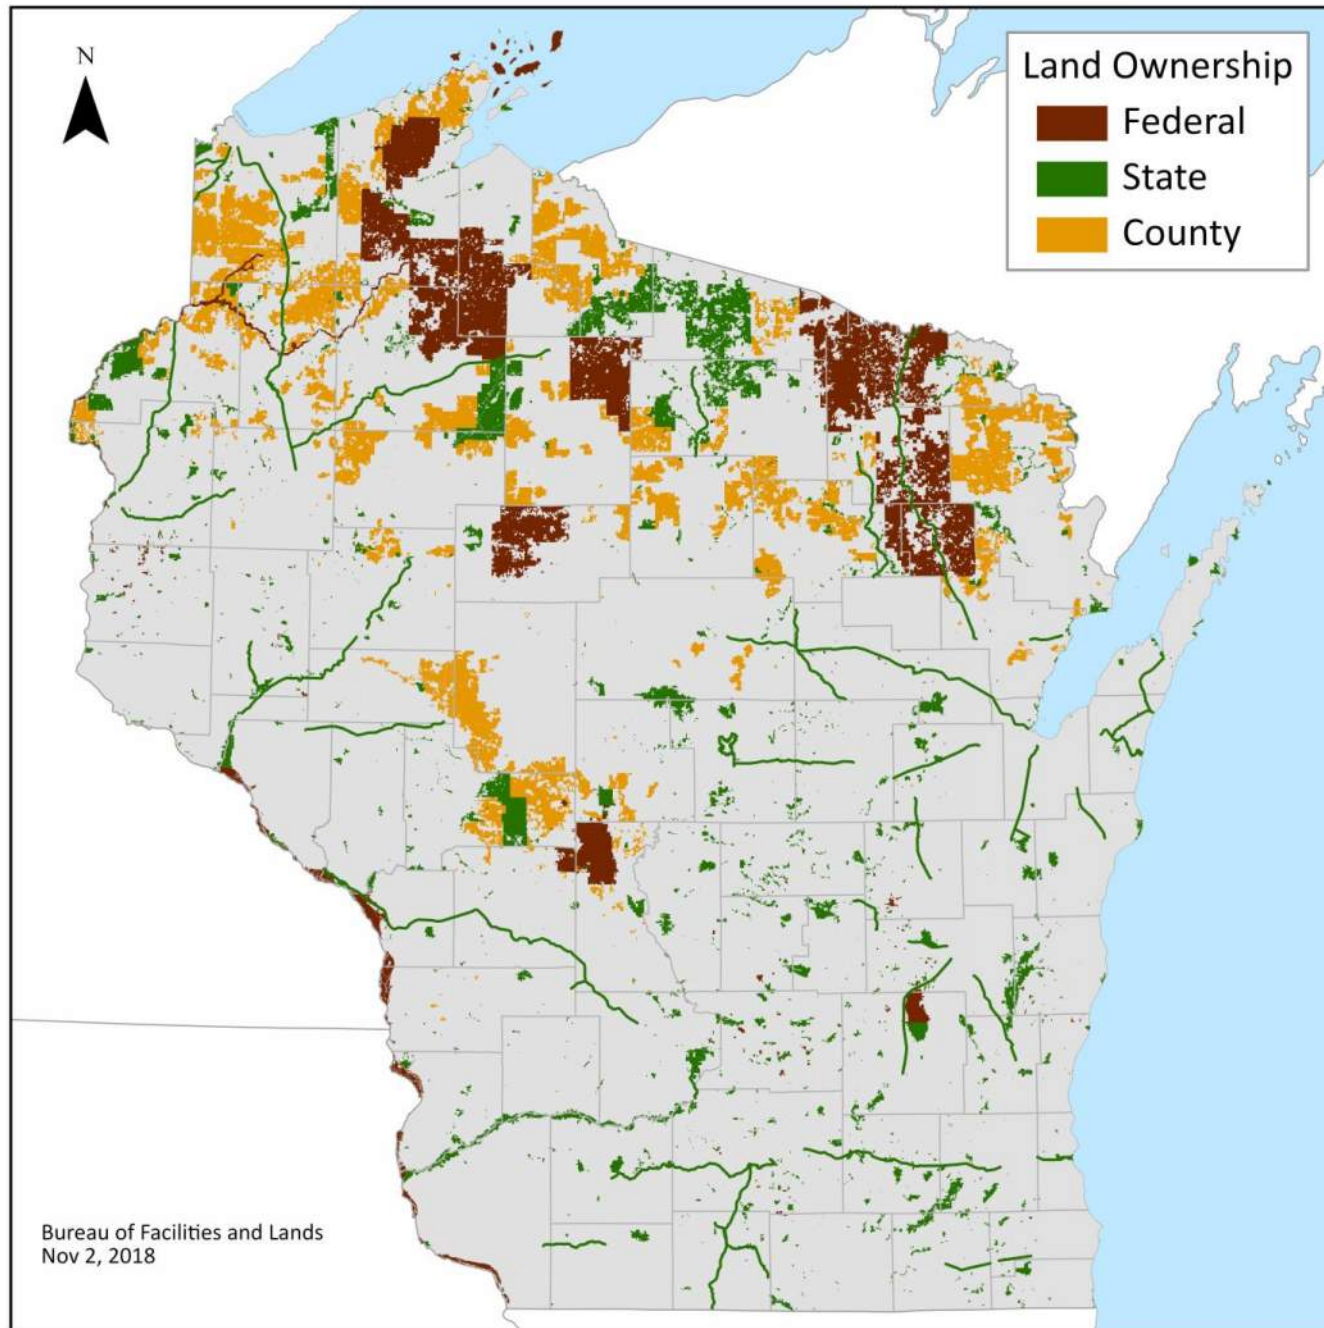 N
Land Ownership
Federal
State
County
Bureau of Facilities and Lands
Nov 2, 2018